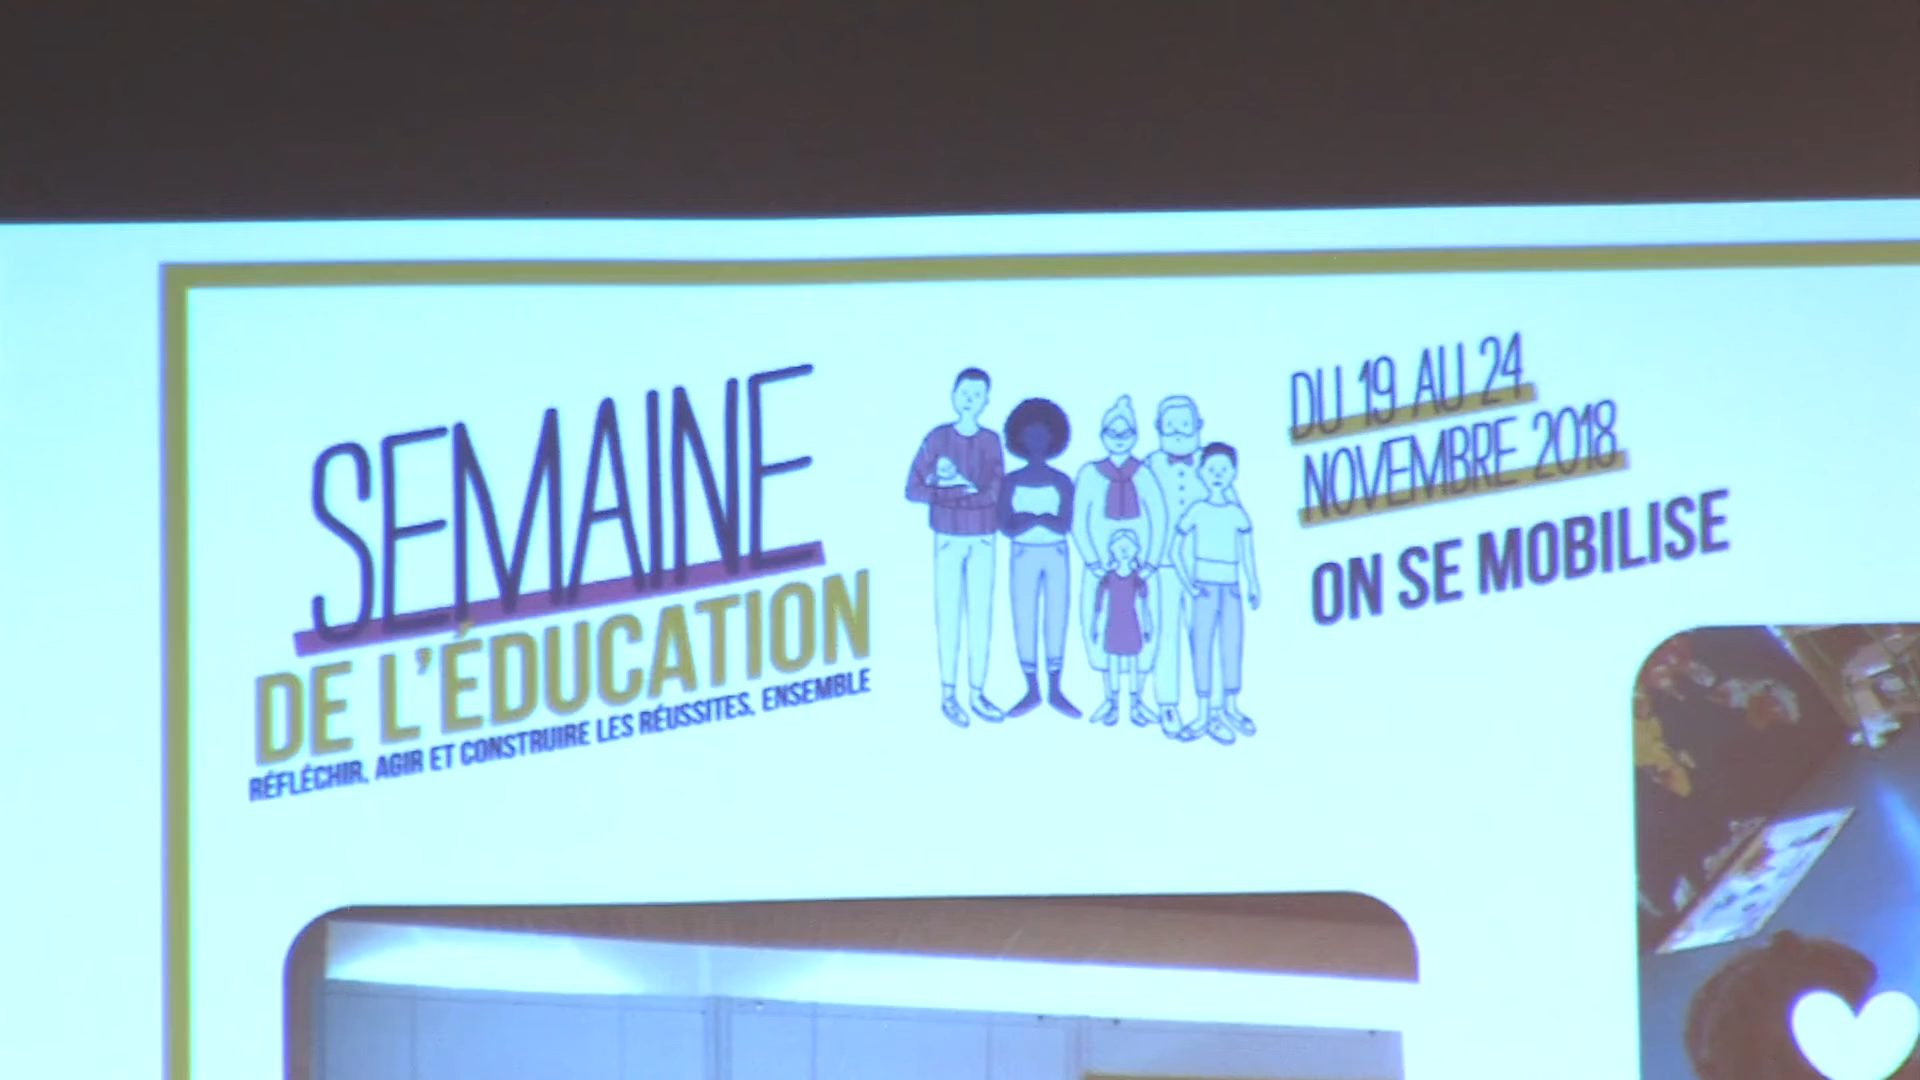 SEMAINE
DE L'ÉDUCATION
RÉFLÉCHIR, AGIR ET CONSTRUIRE LES RÉUSSITES, ENSEMBLE
DU 19 AU 24
NOVEMBRE 2018
ON SE MOBILISE